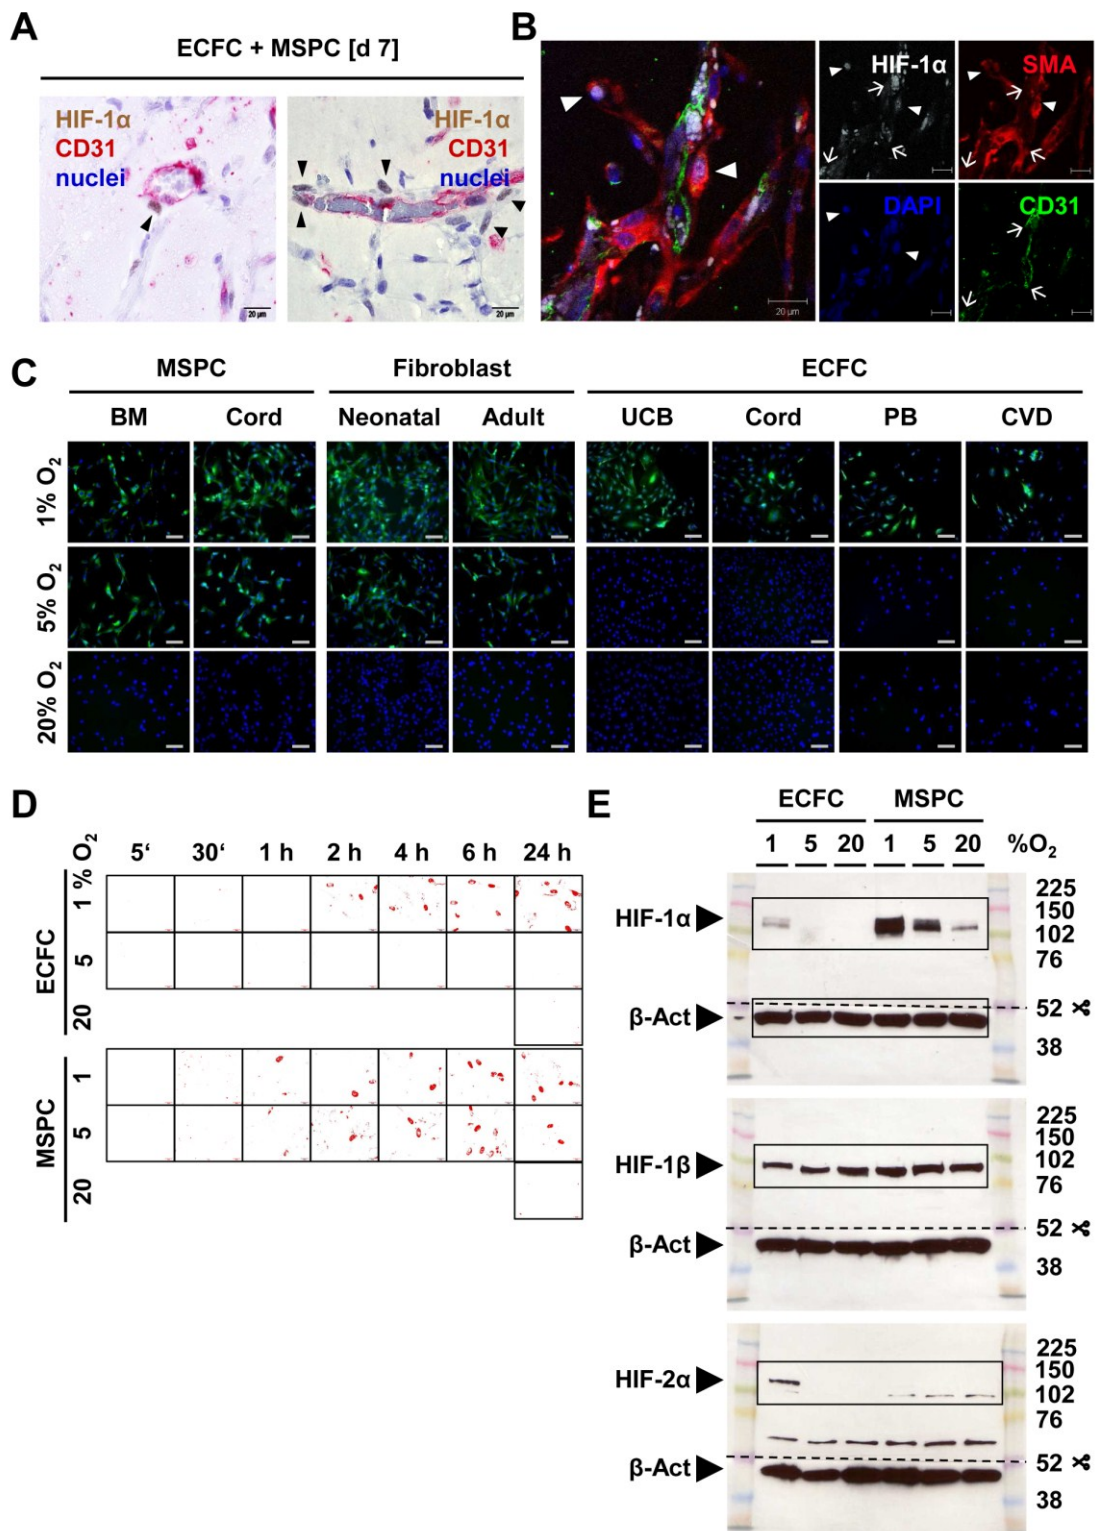 A
ECFC + MSPC [d 7]
HIF-1α
CD31
nuclei
20 µm
HIF-1α
CD31
nuclei
20 µm
B
20 µm
HIF-1α
SMA
DAPI
CD31
C
MSPC Fibroblast ECFC
BM Cord Neonatal Adult UCB Cord PB CVD
1% O2
5% O2
20% O2
D
5‘ 30‘ 1 h 2 h 4 h 6 h 24 h
ECFC
1 % O2
5
20
MSPC
1
5
20
E
ECFC MSPC
1 5 20 1 5 20 %O2
HIF-1α
β-Act
225
150
102
76
52
38
HIF-1β
β-Act
225
150
102
76
52
38
HIF-2α
β-Act
225
150
102
76
52
38